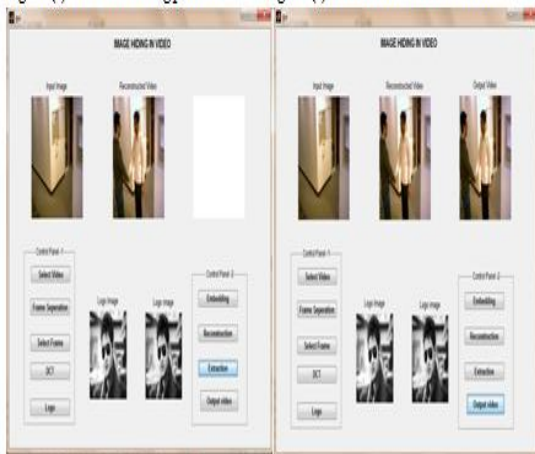 IMAGE HIDING IN VIDEO
Input Image
Reconstructed Video
Control Panel -1
Select Video
Frame Seperation
Select Frame
DCT
Logo
Logo Image
Logo image
Control Panel -2
Embedding
Reconstruction
Extraction
Output video
IMAGE HIDING IN VIDEO
Input Image
Reconstructed Video
Output Video
Control Panel -1
Select Video
Frame Seperation
Select Frame
DCT
Logo
Logo Image
Logo image
Control Panel -2
Embedding
Reconstruction
Extraction
Output video